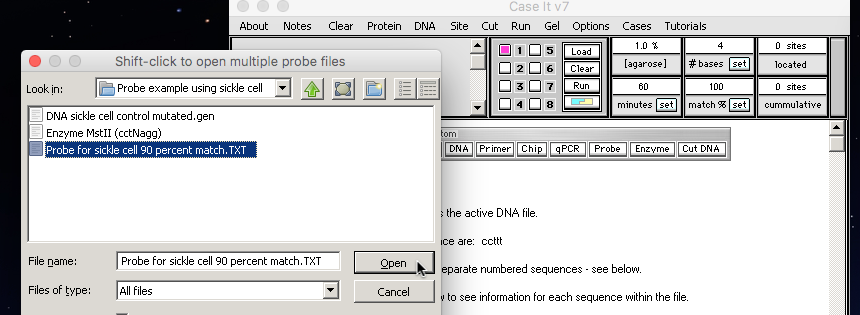 Case It v7
About Notes Clear Protein DNA Site Cut Run Gel Options Cases Tutorials
Shift-click to open multiple probe files
Look in: Probe example using sickle cell
DNA sickle cell control mutated.gen
Enzyme MstII (cctNagg)
Probe for sickle cell 90 percent match.TXT
File name: Probe for sickle cell 90 percent match.TXT
Open
Files of type: All files
Cancel
1 5
2 6
3 7
4 8
Load
Clear
Run
1.0 % 4 0 sites
[agarose] # bases set located
60 100 0 sites
minutes set match % set cummulative
tom
DNA Primer Chip qPCR Probe Enzyme Cut DNA
s the active DNA file.
ce are: ccttt
eparate numbered sequences - see below.
w to see information for each sequence within the file.